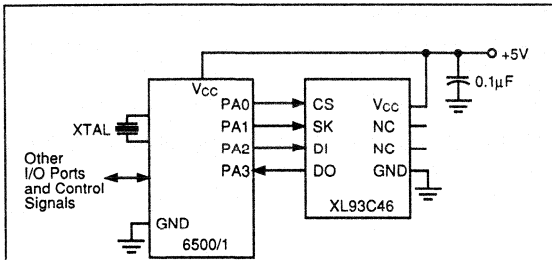 +5V
0.1µF
VCC
PA0
PA1
PA2
PA3
GND
6500/1
XTAL
Other
I/O Ports
and Control
Signals
CS
SK
DI
DO
VCC
NC
NC
GND
XL93C46